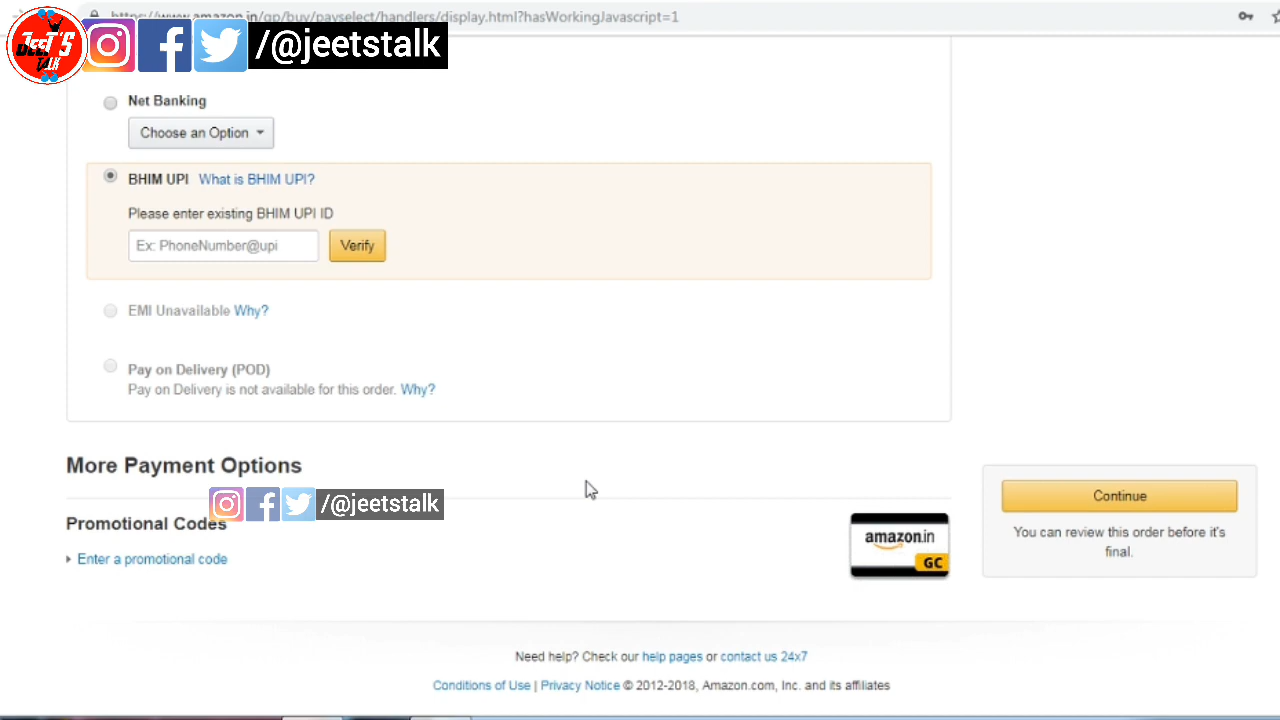 https://www.amazon.in/gp/buy/payselect/handlers/display.html?hasWorkingJavascript=1
JEET'S
TALK
/@jeetstalk
Net Banking
Choose an Option
BHIM UPI What is BHIM UPI?
Please enter existing BHIM UPI ID
Ex: PhoneNumber@upi Verify
EMI Unavailable Why?
Pay on Delivery (POD)
Pay on Delivery is not available for this order. Why?
More Payment Options
/@jeetstalk
Promotional Codes
Enter a promotional code
amazon.in
GC
Continue
You can review this order before it's
final.
Need help? Check our help pages or contact us 24x7
Conditions of Use | Privacy Notice © 2012-2018, Amazon.com, Inc. and its affiliates